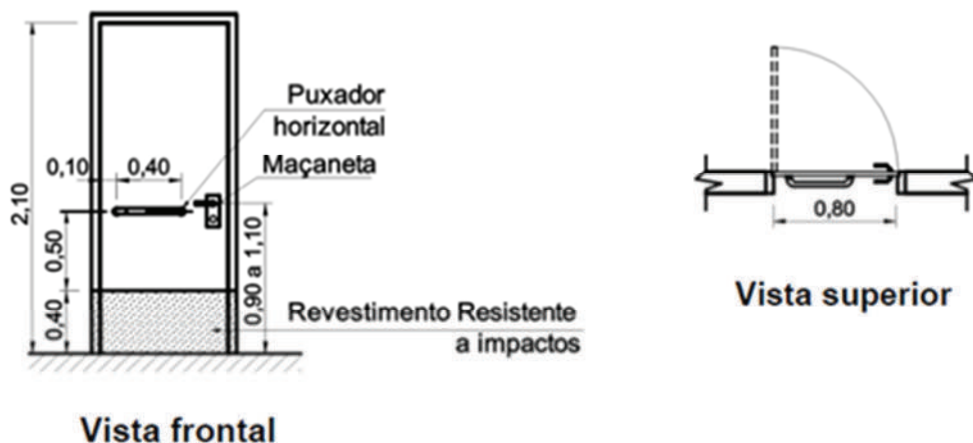 Puxador
horizontal
Maçaneta
0,10
0,40
2,10
0,50
0,40
0,90 a 1,10
Revestimento Resistente
a impactos
Vista frontal
0,80
Vista superior